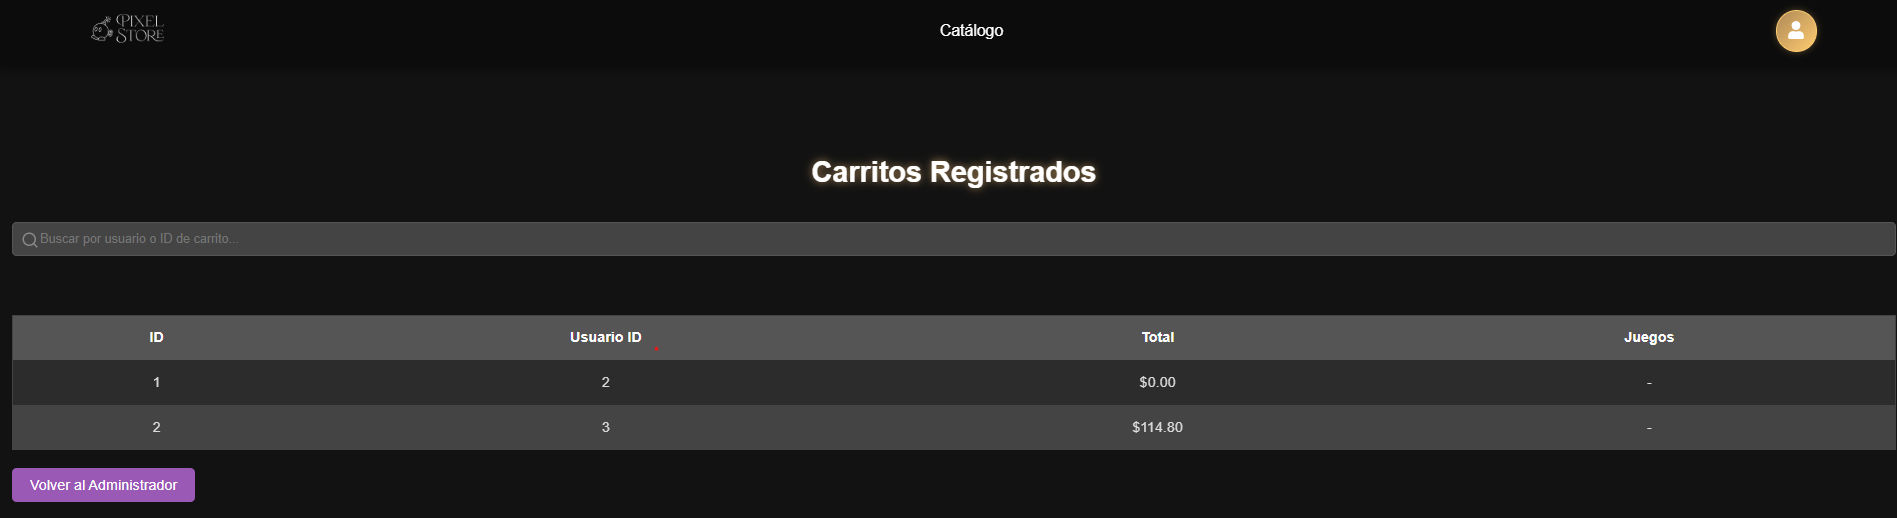 PIXEL
STORE
Catálogo
Carritos Registrados
Buscar por usuario o ID de carrito...
ID Usuario ID Total Juegos
1 2 $0.00 -
2 3 $114.80 -
Volver al Administrador